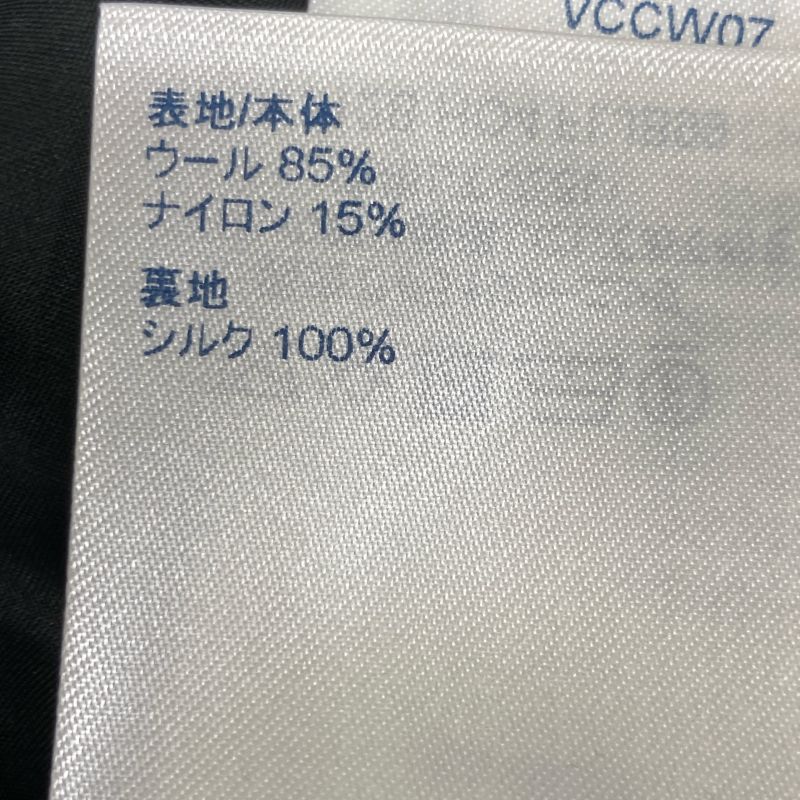 VCCW07
表地/本体
ウール 85%
ナイロン 15%
裏地
シルク 100%